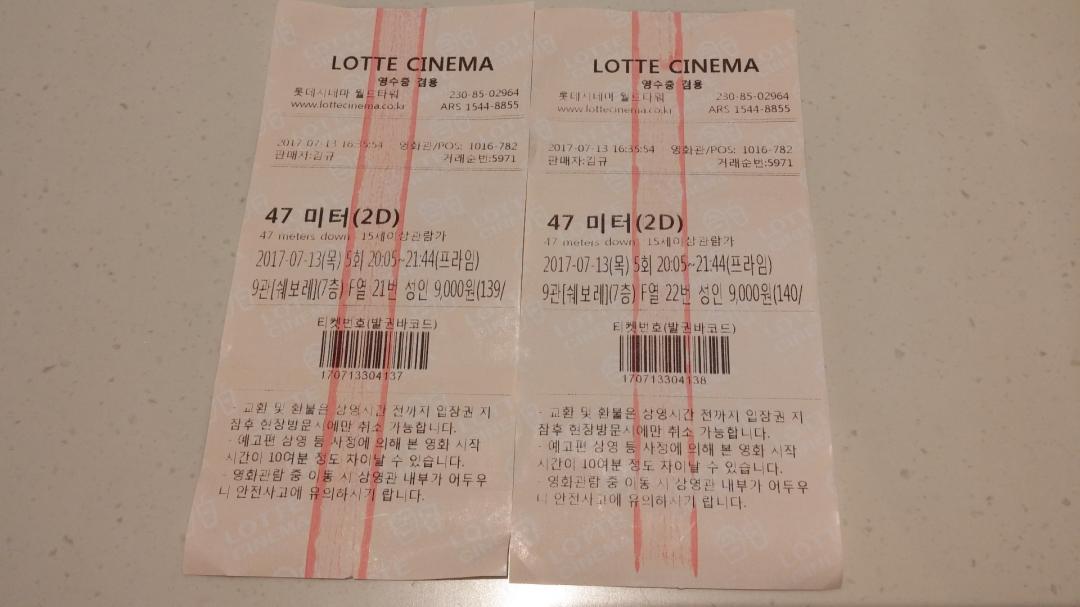 LOTTE CINEMA
영수증 겸용
롯데시네마 월드타워 230-85-02964
www.lottecinema.co.kr ARS 1544-8855
2017-07-13 16:35:54 영화관/POS: 1016-782
판매자:김규 거래순번:5971
47 미터(2D)
47 meters down 15세이상관람가
2017-07-13(목) 5회 20:05~21:44(프라임)
9관[쉐보레](7층) F열 21번 성인 9,000원(139/
티켓번호(발권바코드)
170713304137
- 교환 및 환불은 상영시간 전까지 입장권 지
참후 현장방문시에만 취소 가능합니다.
- 예고편 상영 등 사정에 의해 본 영화 시작
시간이 10여분 정도 차이날 수 있습니다.
- 영화관람 중 이동 시 상영관 내부가 어두우
니 안전사고에 유의하시기 랍니다.
LOTTE CINEMA
영수증 겸용
롯데시네마 월드타워 230-85-02964
www.lottecinema.co.kr ARS 1544-8855
2017-07-13 16:35:54 영화관/POS: 1016-782
판매자:김규 거래순번:5971
47 미터(2D)
47 meters down 15세이상관람가
2017-07-13(목) 5회 20:05~21:44(프라임)
9관[쉐보레](7층) F열 22번 성인 9,000원(140/
티켓번호(발권바코드)
170713304138
- 교환 및 환불은 상영시간 전까지 입장권 지
참후 현장방문시에만 취소 가능합니다.
- 예고편 상영 등 사정에 의해 본 영화 시작
시간이 10여분 정도 차이날 수 있습니다.
- 영화관람 중 이동 시 상영관 내부가 어두우
니 안전사고에 유의하시기 랍니다.